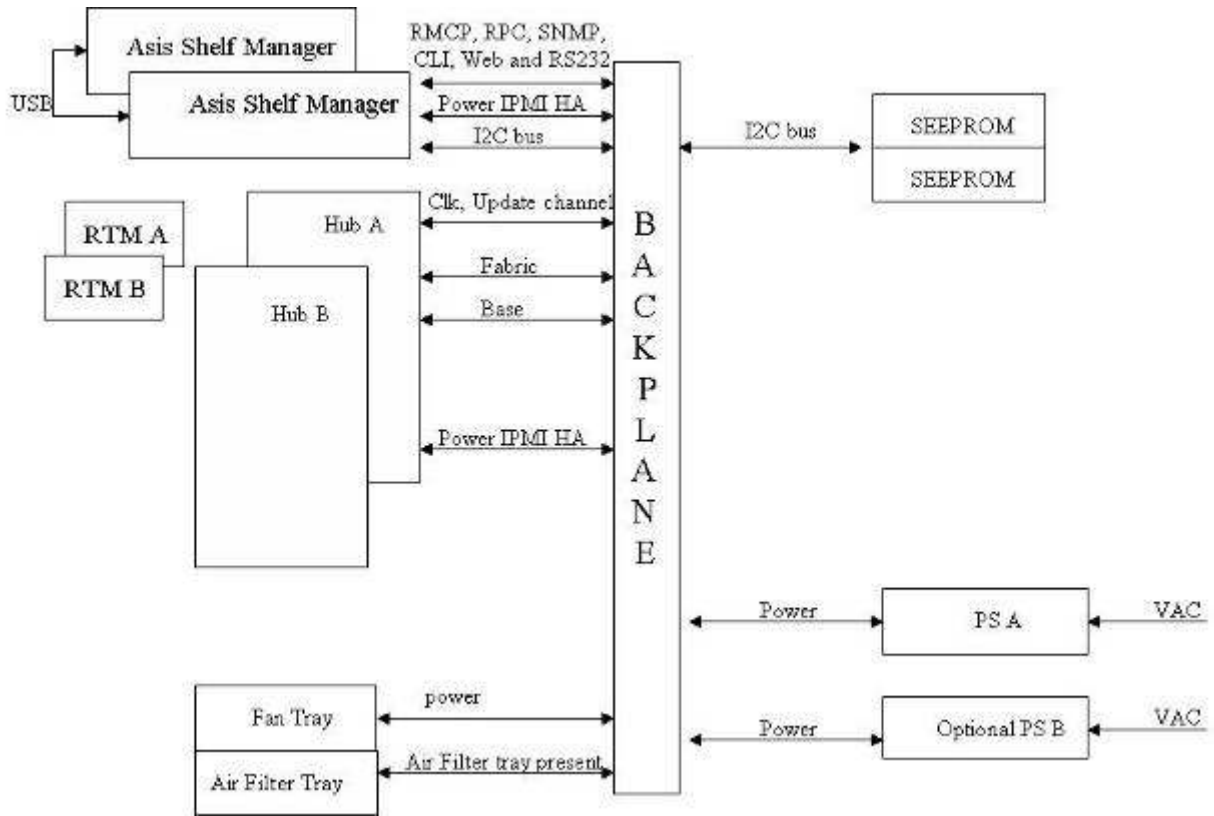 Asis Shelf Manager
Asis Shelf Manager
USB
RMCP, RPC, SNMP,
CLI, Web and RS232
Power IPMI HA
I2C bus
I2C bus
SEEPROM
SEEPROM
RTM A
RTM B
Hub A
Hub B
Clk, Update channel
Fabric
Base
Power IPMI HA
BACKPLANE
Power
PS A
VAC
Power
Optional PS B
VAC
Fan Tray
power
Air Filter Tray
Air Filter tray present